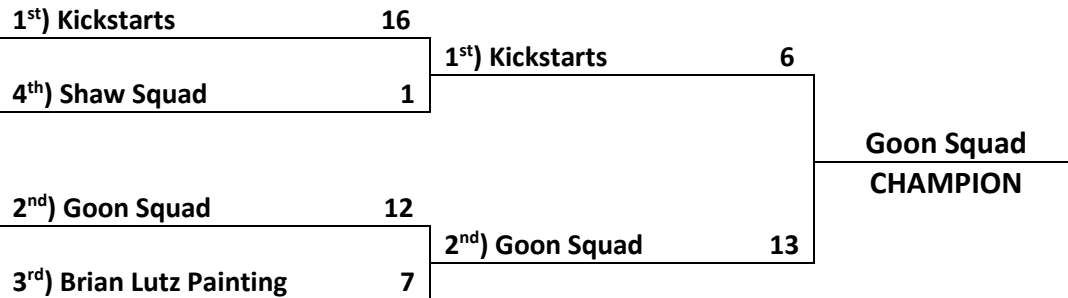 1st) Kickstarts 16
4th) Shaw Squad 1
1st) Kickstarts 6
2nd) Goon Squad 12
3rd) Brian Lutz Painting 7
2nd) Goon Squad 13
Goon Squad
CHAMPION